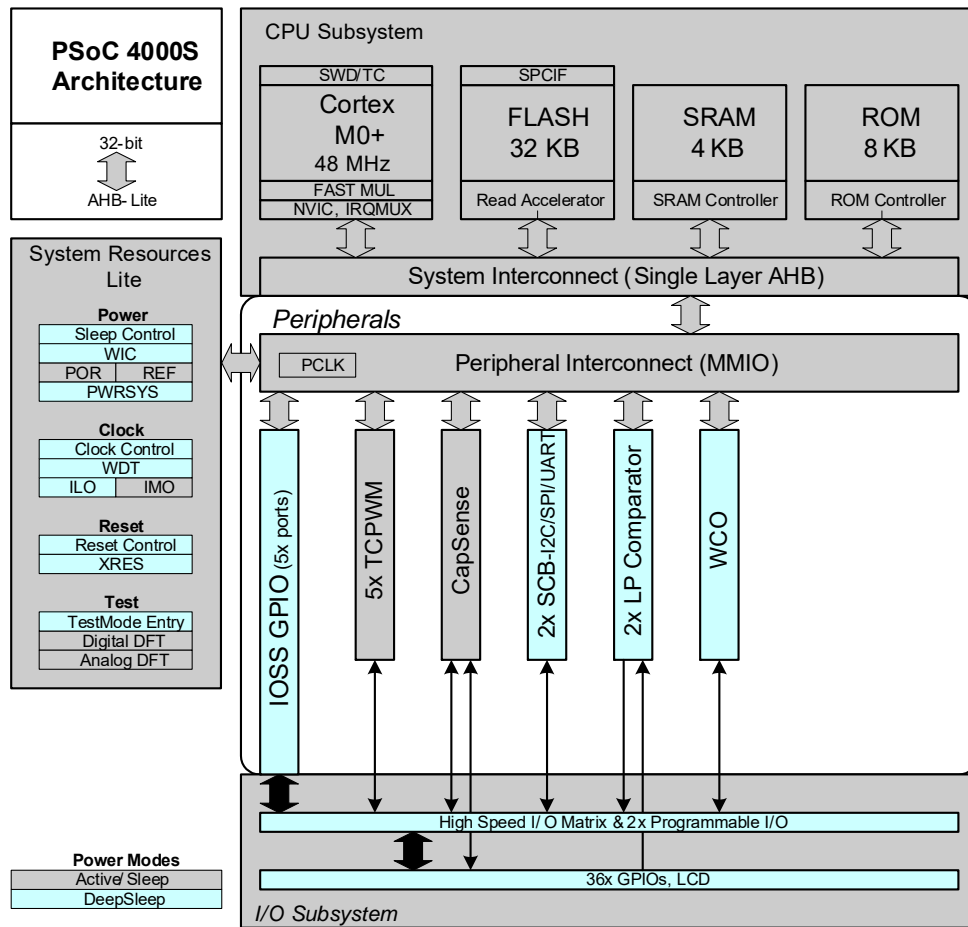 PSoC 4000S
Architecture
32-bit
AHB- Lite
CPU Subsystem
SWD/TC
Cortex
M0+
48 MHz
FAST MUL
NVIC, IRQMUX
SPCIF
FLASH
32 KB
Read Accelerator
SRAM
4 KB
SRAM Controller
ROM
8 KB
ROM Controller
System Interconnect (Single Layer AHB)
System Resources
Lite
Power
Sleep Control
WIC
POR REF
PWRSYS
Clock
Clock Control
WDT
ILO IMO
Reset
Reset Control
XRES
Test
TestMode Entry
Digital DFT
Analog DFT
Peripherals
PCLK
Peripheral Interconnect (MMIO)
IOSS GPIO (5x ports)
5x TCPWM
CapSense
2x SCB-I2C/SPI/UART
2x LP Comparator
WCO
High Speed I/ O Matrix & 2x Programmable I/O
36x GPIOs, LCD
I/O Subsystem
Power Modes
Active/ Sleep
DeepSleep